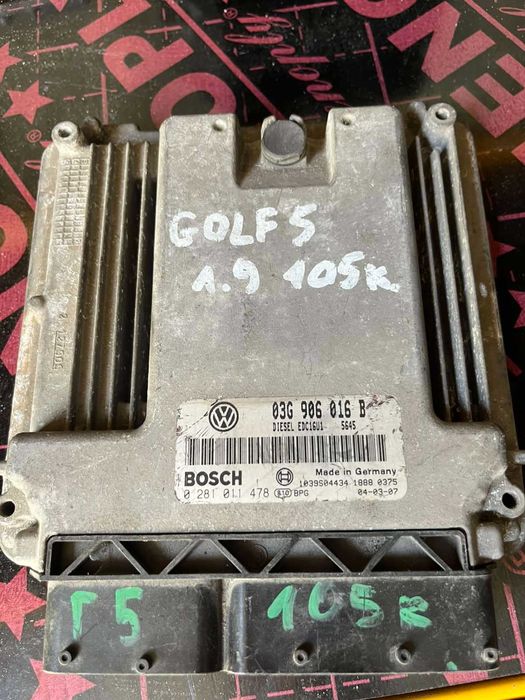 GOLF 5
1.9 105K.
03G 906 016 B
DIESEL EDC16U1 5645
BOSCH
Made in Germany
1039S04434 1888 0375
0 281 011 478 BPG 04-03-07
Г5 105К